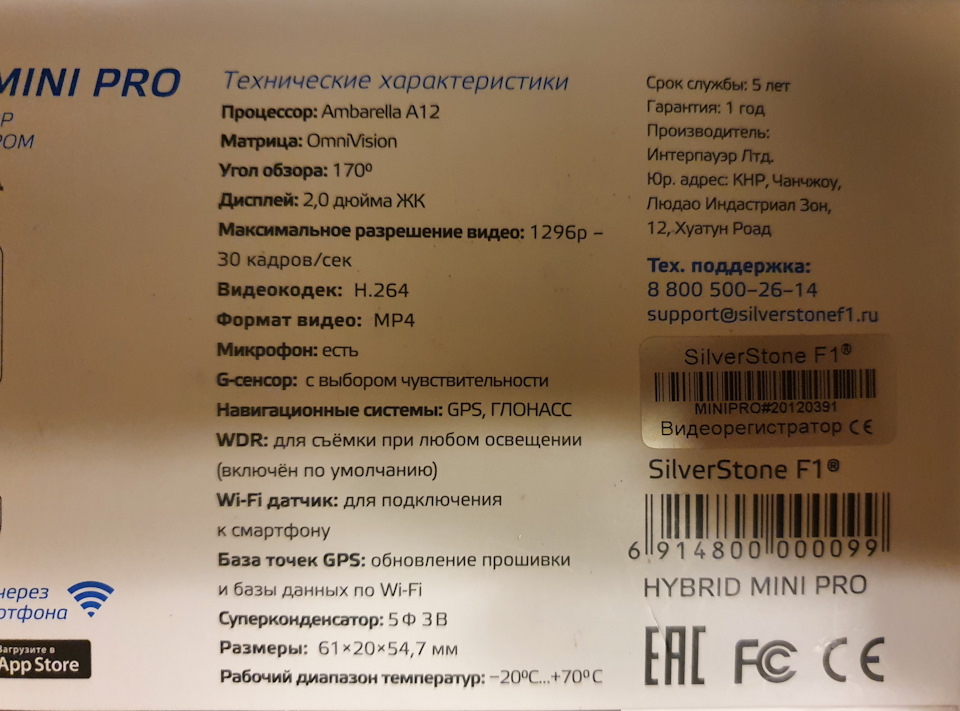 MINI PRO
Р
РОМ
через
ртфона
Загрузите в
App Store
Технические характеристики
Процессор: Ambarella A12
Матрица: OmniVision
Угол обзора: 170º
Дисплей: 2,0 дюйма ЖК
Максимальное разрешение видео: 1296p –
30 кадров/сек
Видеокодек: H.264
Формат видео: MP4
Микрофон: есть
G-сенсор: с выбором чувствительности
Навигационные системы: GPS, ГЛОНАСС
WDR: для съёмки при любом освещении
(включён по умолчанию)
Wi-Fi датчик: для подключения
к смартфону
База точек GPS: обновление прошивки
и базы данных по Wi-Fi
Суперконденсатор: 5 Ф 3 В
Размеры: 61×20×54,7 мм
Рабочий диапазон температур: –20ºС...+70ºС
Срок службы: 5 лет
Гарантия: 1 год
Производитель:
Интерпауэр Лтд.
Юр. адрес: КНР, Чанчжоу,
Людао Индастриал Зон,
12, Хуатун Роад
Тех. поддержка:
8 800 500–26–14
support@silverstonef1.ru
SilverStone F1®
MINIPRO#20120391
Видеорегистратор CE
SilverStone F1®
6 914800 000099
HYBRID MINI PRO
EAC FC CE